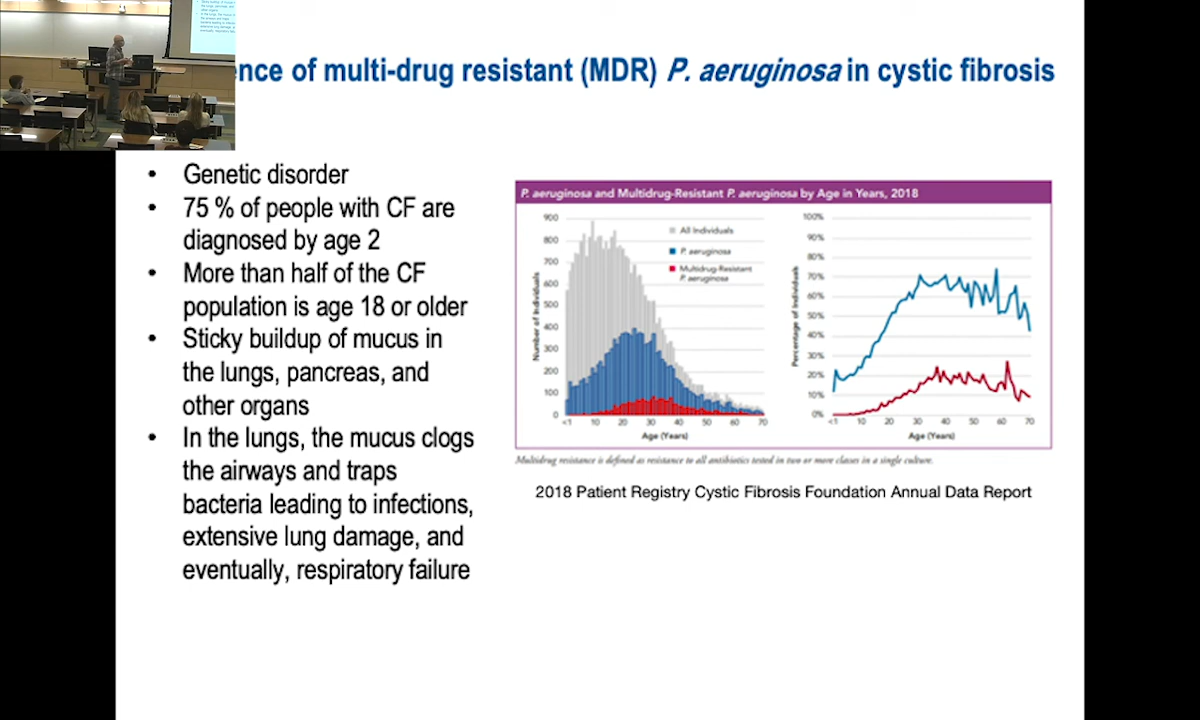 ence of multi-drug resistant (MDR) P. aeruginosa in cystic fibrosis
• Genetic disorder
• 75 % of people with CF are
diagnosed by age 2
• More than half of the CF
population is age 18 or older
• Sticky buildup of mucus in
the lungs, pancreas, and
other organs
• In the lungs, the mucus clogs
the airways and traps
bacteria leading to infections,
extensive lung damage, and
eventually, respiratory failure
P. aeruginosa and Multidrug-Resistant P. aeruginosa by Age in Years, 2018
Number of Individuals
900
800
700
600
500
400
300
200
100
0
All Individuals
P. aeruginosa
Multidrug-Resistant
P. aeruginosa
<1 10 20 30 40 50 60 70
Age (Years)
Percentage of Individuals
100%
90%
80%
70%
60%
50%
40%
30%
20%
10%
0%
<1 10 20 30 40 50 60 70
Age (Years)
Multidrug resistance is defined as resistance to all antibiotics tested in two or more classes in a single culture.
2018 Patient Registry Cystic Fibrosis Foundation Annual Data Report